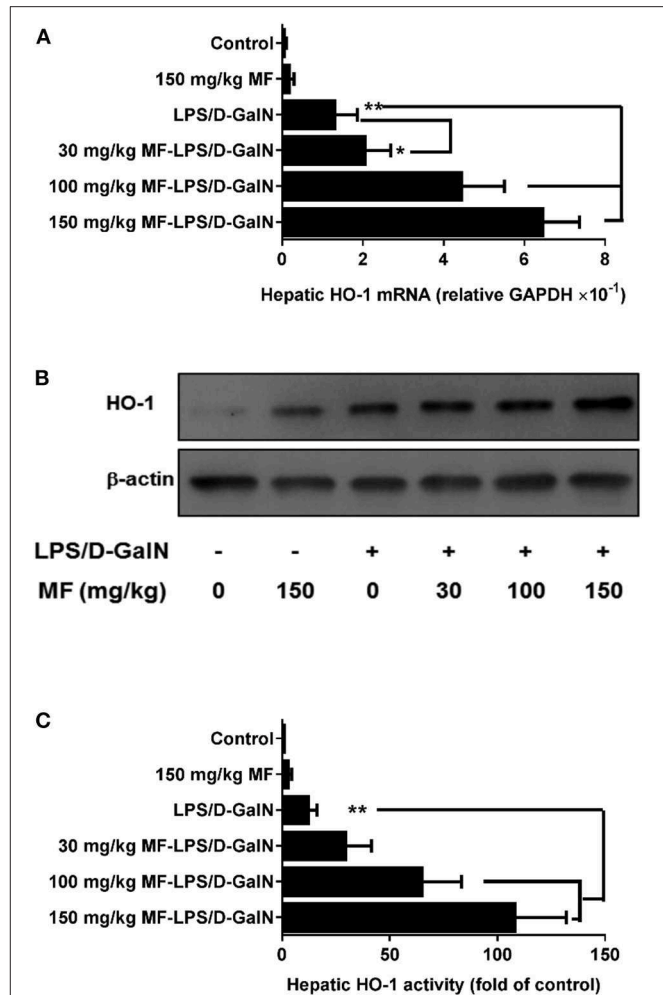 A
Control
150 mg/kg MF
LPS/D-GalN
**
30 mg/kg MF-LPS/D-GalN
*
100 mg/kg MF-LPS/D-GalN
150 mg/kg MF-LPS/D-GalN
0 2 4 6 8
Hepatic HO-1 mRNA (relative GAPDH ×10⁻¹)
B
HO-1
β-actin
LPS/D-GalN - - + + + +
MF (mg/kg) 0 150 0 30 100 150
C
Control
150 mg/kg MF
LPS/D-GalN
**
30 mg/kg MF-LPS/D-GalN
100 mg/kg MF-LPS/D-GalN
150 mg/kg MF-LPS/D-GalN
0 50 100 150
Hepatic HO-1 activity (fold of control)